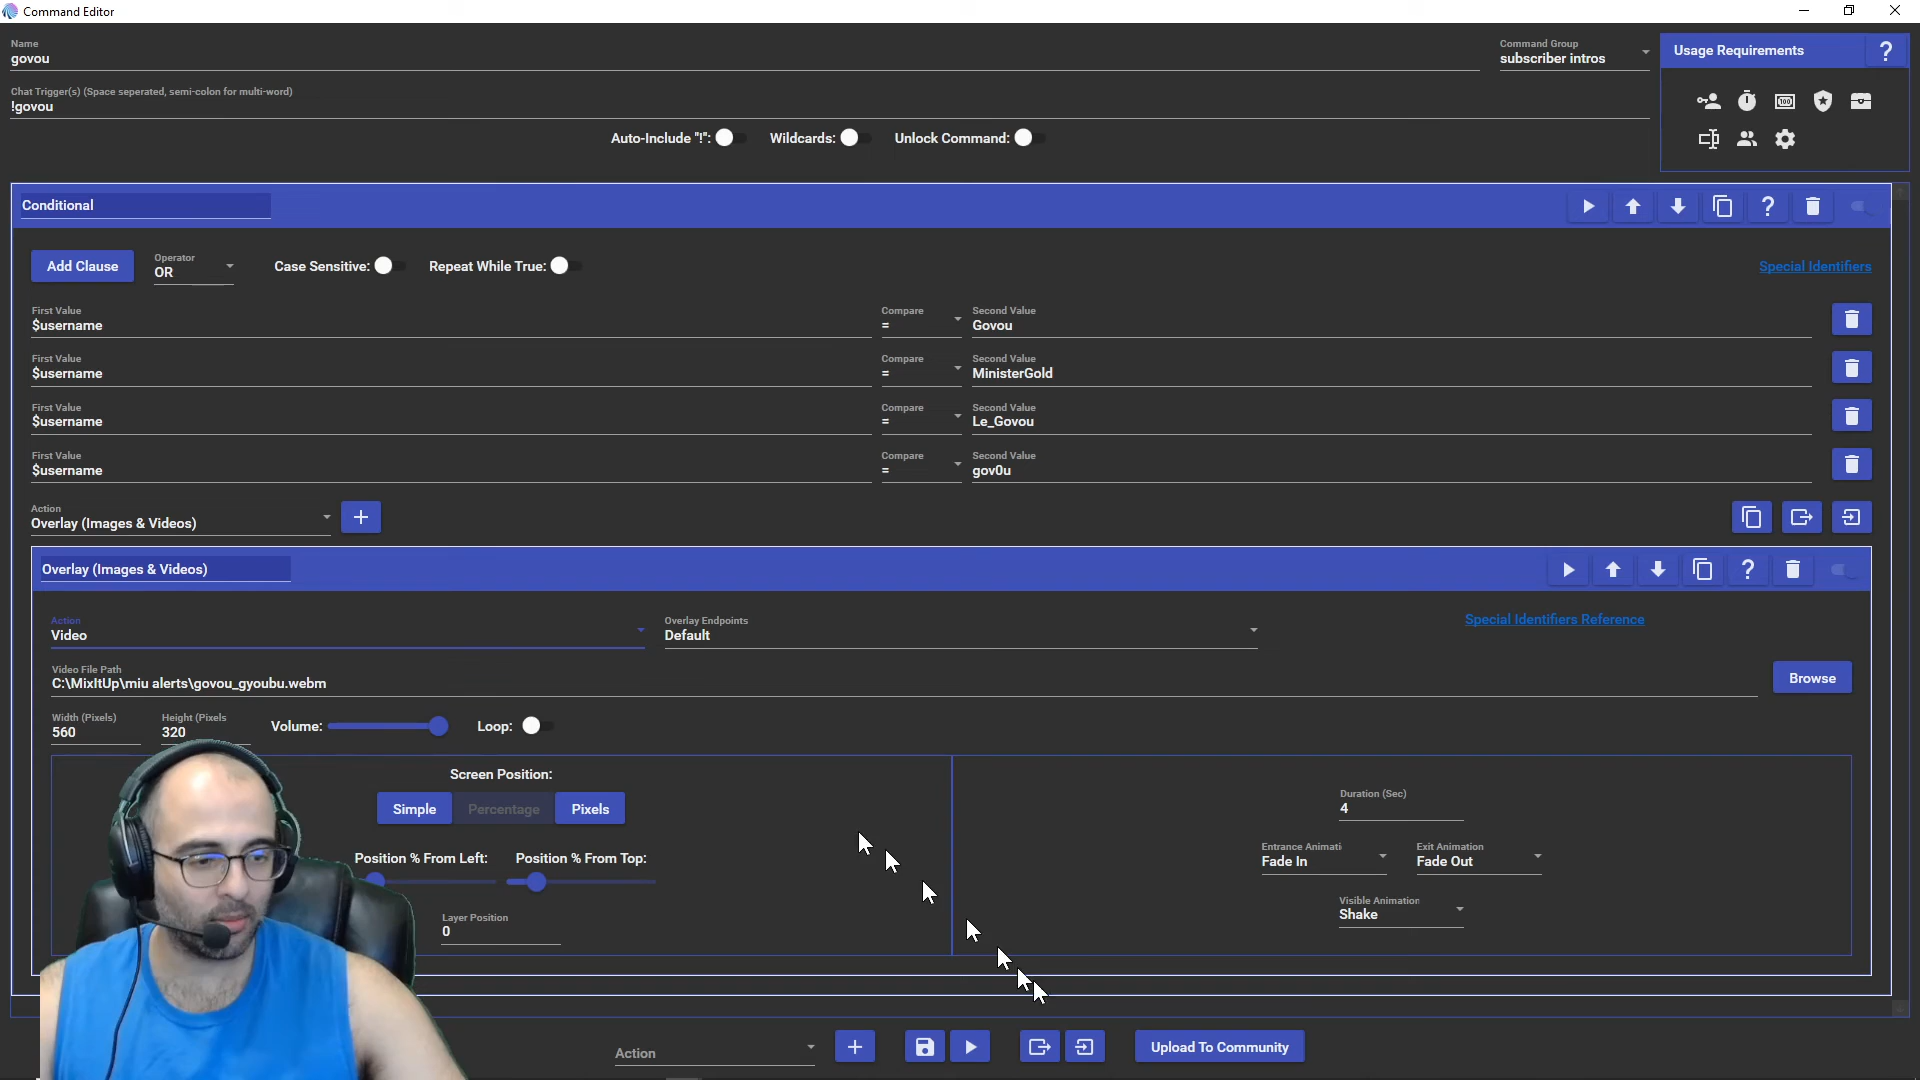 Command Editor
Name
govou
Command Group
subscriber intros
Usage Requirements
?
Chat Trigger(s) (Space seperated, semi-colon for multi-word)
!govou
100
Auto-Include "!":
Wildcards:
Unlock Command:
Conditional
?
Add Clause
Operator
OR
Case Sensitive:
Repeat While True:
Special Identifiers
First Value
$username
Compare
=
Second Value
Govou
First Value
$username
Compare
=
Second Value
MinisterGold
First Value
$username
Compare
=
Second Value
Le_Govou
First Value
$username
Compare
=
Second Value
gov0u
Action
Overlay (Images & Videos)
Overlay (Images & Videos)
?
Action
Video
Overlay Endpoints
Default
Special Identifiers Reference
Video File Path
C:\MixItUp\miu alerts\govou_gyoubu.webm
Browse
Width (Pixels)
560
Height (Pixels
320
Volume:
Loop:
Screen Position:
Simple
Percentage
Pixels
Position % From Left:
Position % From Top:
Layer Position
0
Duration (Sec)
4
Entrance Animati
Fade In
Exit Animation
Fade Out
Visible Animation
Shake
Action
Upload To Community